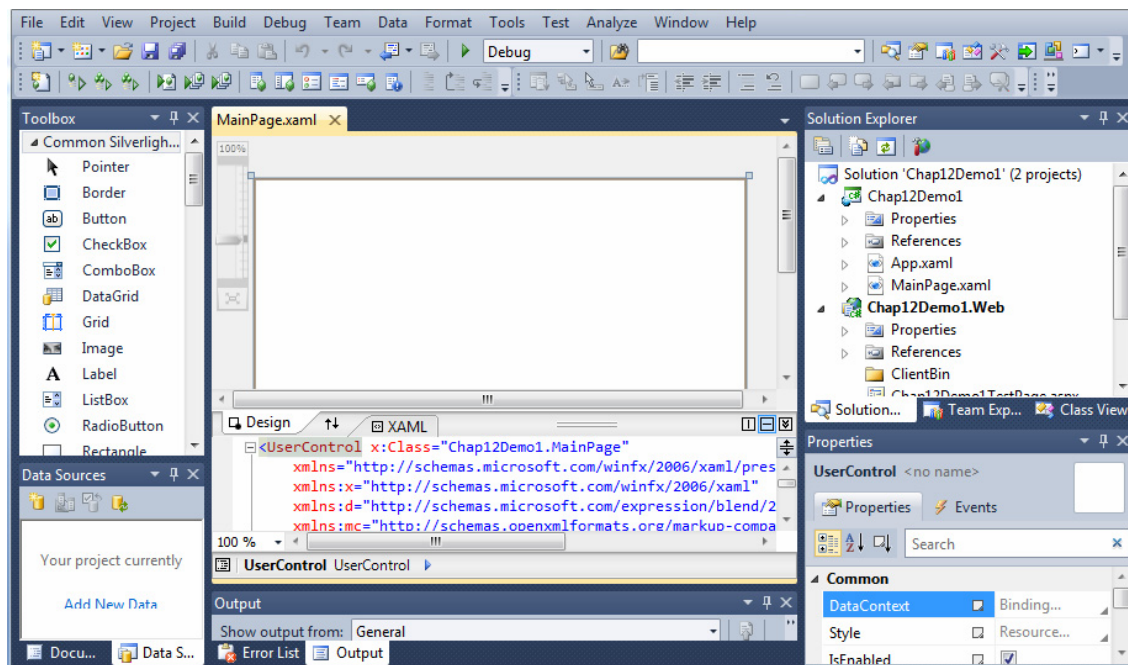 File Edit View Project Build Debug Team Data Format Tools Test Analyze Window Help
Debug
Toolbox
Common Silverligh...
Pointer
Border
Button
CheckBox
ComboBox
DataGrid
Grid
Image
Label
ListBox
RadioButton
Rectangle
Data Sources
Your project currently
Add New Data
Docu... Data S...
MainPage.xaml
100%
Design XAML
<UserControl x:Class="Chap12Demo1.MainPage"
xmlns="http://schemas.microsoft.com/winfx/2006/xaml/pres
xmlns:x="http://schemas.microsoft.com/winfx/2006/xaml"
xmlns:d="http://schemas.microsoft.com/expression/blend/2
xmlns:mc="http://schemas.openxmlformats.org/markup-compa
100 %
UserControl UserControl
Output
Show output from: General
Error List Output
Solution Explorer
Solution 'Chap12Demo1' (2 projects)
Chap12Demo1
Properties
References
App.xaml
MainPage.xaml
Chap12Demo1.Web
Properties
References
ClientBin
Chap12Demo1TestPage.aspx
Solution... Team Exp... Class View
Properties
UserControl <no name>
Properties Events
Search
Common
DataContext Binding...
Style Resource...
IsEnabled